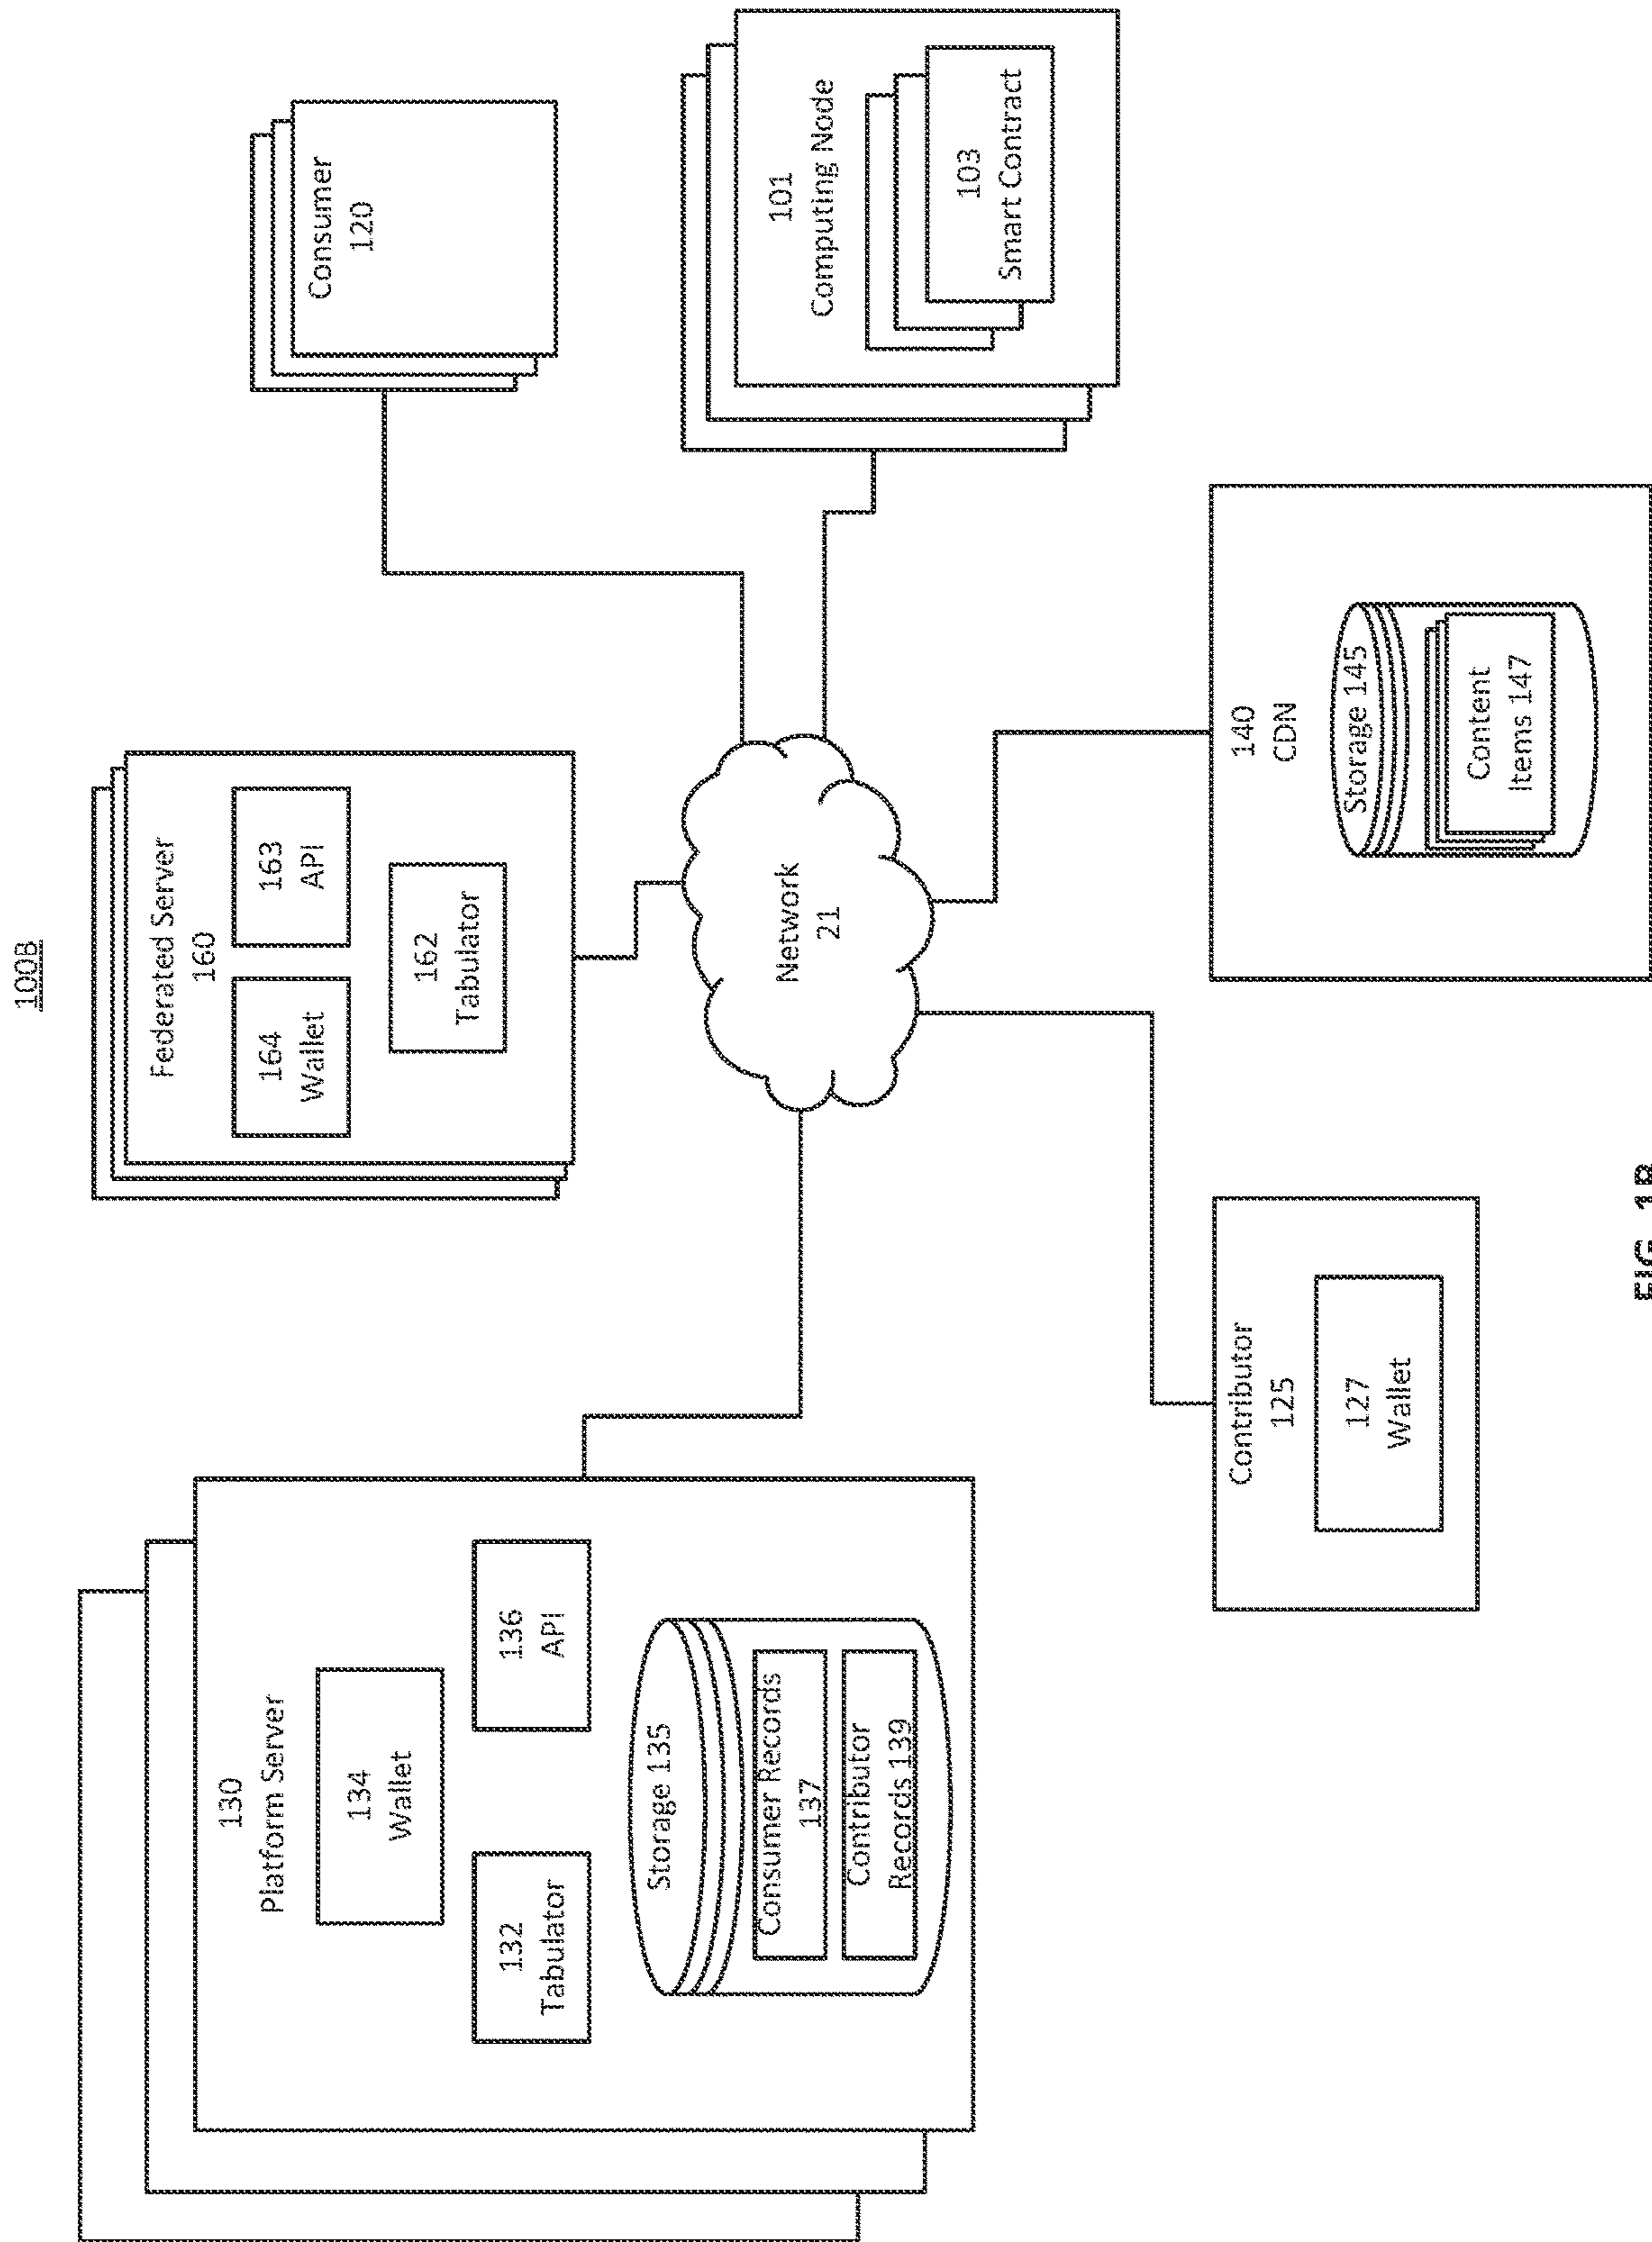 100B
130
Platform Server
134
Wallet
132
Tabulator
136
API
Storage 135
Consumer Records
137
Contributor
Records 139
Federated Server
160
164
Wallet
163
API
162
Tabulator
Consumer
120
Network
21
101
Computing Node
103
Smart Contract
Contributor
125
127
Wallet
140
CDN
Storage 145
Content
Items 147
FIG. 1B